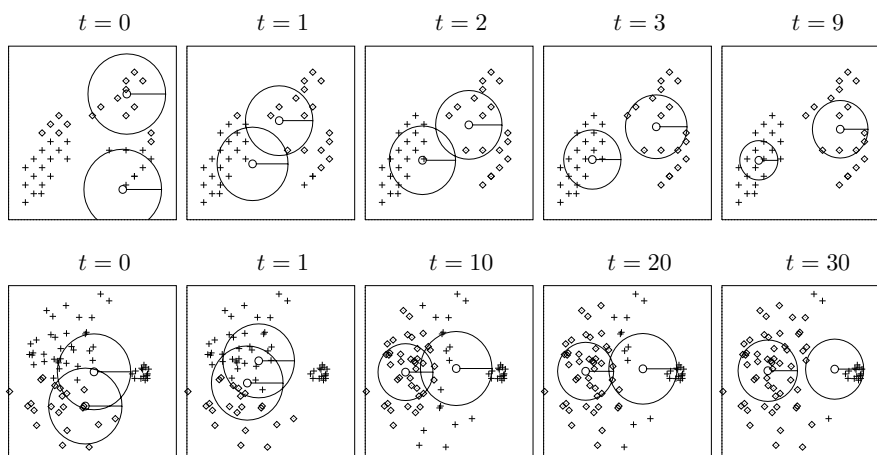 t = 0 t = 1 t = 2 t = 3 t = 9
t = 0 t = 1 t = 10 t = 20 t = 30